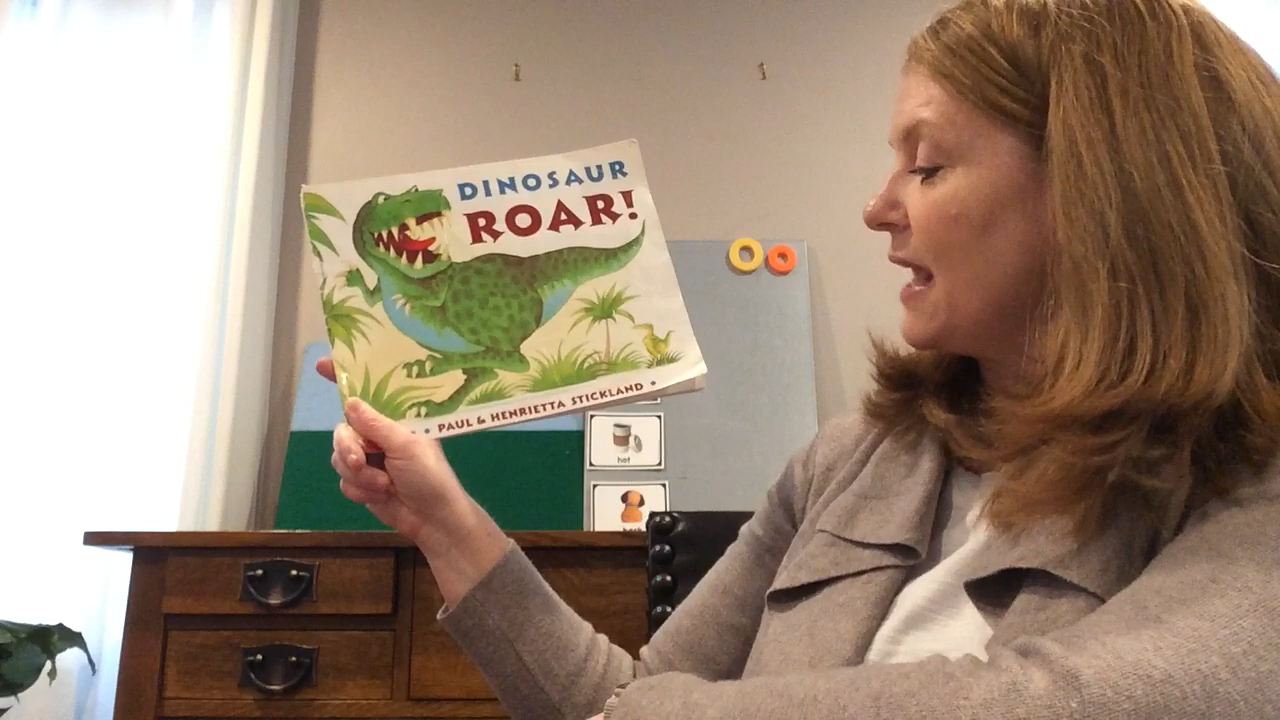 DINOSAUR
ROAR!
• PAUL & HENRIETTA STICKLAND •
hot